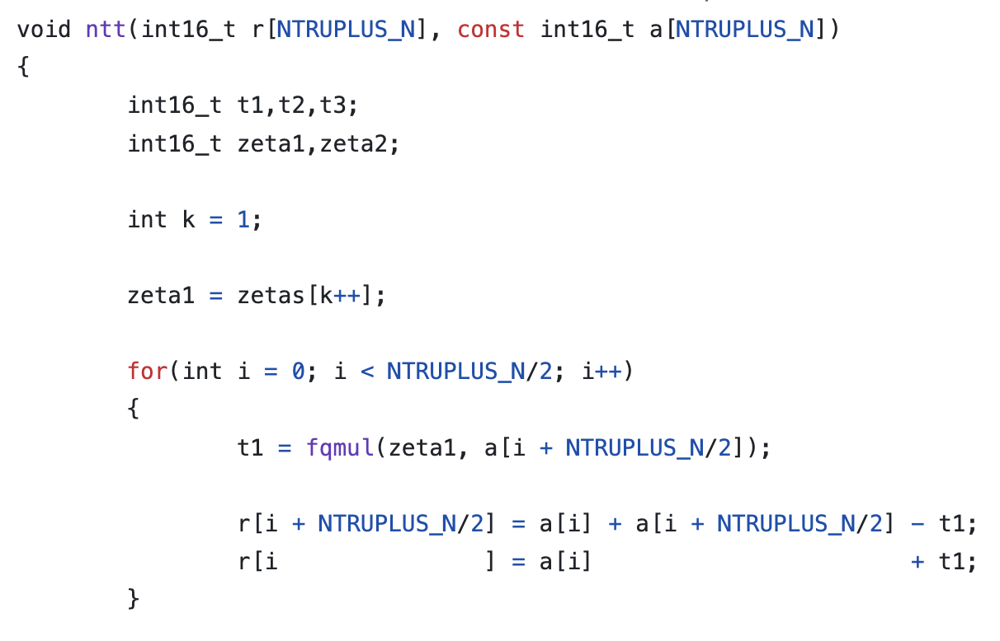 void ntt(int16_t r[NTRUPLUS_N], const int16_t a[NTRUPLUS_N])
{
        int16_t t1,t2,t3;
        int16_t zeta1,zeta2;

        int k = 1;

        zeta1 = zetas[k++];

        for(int i = 0; i < NTRUPLUS_N/2; i++)
        {
                t1 = fqmul(zeta1, a[i + NTRUPLUS_N/2]);

                r[i + NTRUPLUS_N/2] = a[i] + a[i + NTRUPLUS_N/2] - t1;
                r[i               ] = a[i]                       + t1;
        }